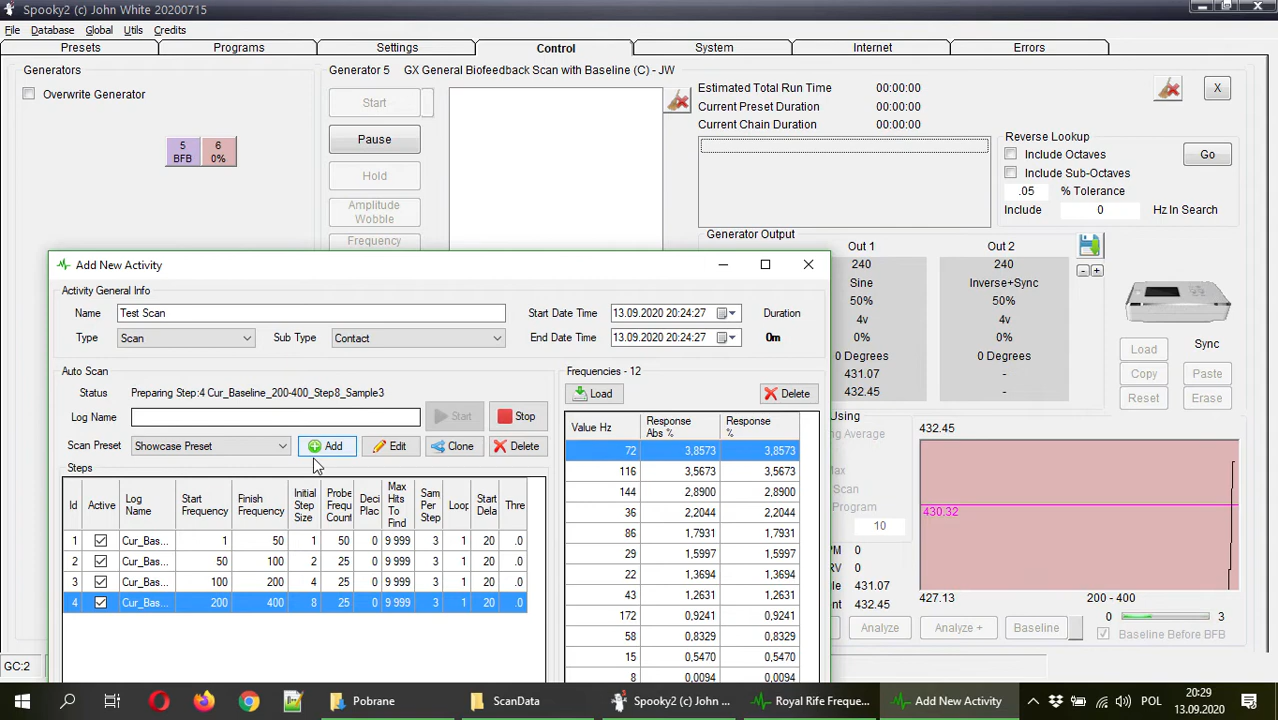 Spooky2 (c) John White 20200715
File Database Global Utils Credits
Presets Programs Settings Control System Internet Errors
Generators
Overwrite Generator
5 BFB
6 0%
Generator 5 GX General Biofeedback Scan with Baseline (C) - JW
Start
Pause
Hold
Amplitude Wobble
Frequency
Estimated Total Run Time 00:00:00
Current Preset Duration 00:00:00
Current Chain Duration 00:00:00
X
Reverse Lookup
Include Octaves
Include Sub-Octaves
Go
.05 % Tolerance
Include 0 Hz In Search
Generator Output
Out 1 Out 2
240 240
Sine Inverse+Sync
50% 50%
4v 4v
0% 0%
0 Degrees 0 Degrees
431.07 -
432.45 -
- +
Load Sync
Copy Paste
Reset Erase
Using
432.45
Average
430.32
Max
Scan
Program 10
0
RV 0
431.07
432.45
427.13 200 - 400
0 3
Analyze Analyze + Baseline
Baseline Before BFB
GC:2
Add New Activity
Activity General Info
Name Test Scan Start Date Time 13.09.2020 20:24:27 Duration
Type Scan Sub Type Contact End Date Time 13.09.2020 20:24:27 0m
Auto Scan
Status Preparing Step:4 Cur_Baseline_200-400_Step8_Sample3
Log Name Start Stop
Scan Preset Showcase Preset Add Edit Clone Delete
Steps
Id Active Log Name Start Frequency Finish Frequency Initial Step Size Probe Frequ Count Deci Plac Max Hits To Find Sam Per Step Loop Start Dela Thre
1 Cur_Bas... 1 50 1 50 0 9 999 3 1 20 .0
2 Cur_Bas... 50 100 2 25 0 9 999 3 1 20 .0
3 Cur_Bas... 100 200 4 25 0 9 999 3 1 20 .0
4 Cur_Bas... 200 400 8 25 0 9 999 3 1 20 .0
Frequencies - 12
Load Delete
Value Hz Response Abs % Response %
72 3,8573 3,8573
116 3,5673 3,5673
144 2,8900 2,8900
36 2,2044 2,2044
86 1,7931 1,7931
29 1,5997 1,5997
22 1,3694 1,3694
43 1,2631 1,2631
172 0,9241 0,9241
58 0,8329 0,8329
15 0,5470 0,5470
8 0,0094 0,0094
Pobrane ScanData Spooky2 (c) John ... Royal Rife Freque... Add New Activity POL 20:29
13.09.2020